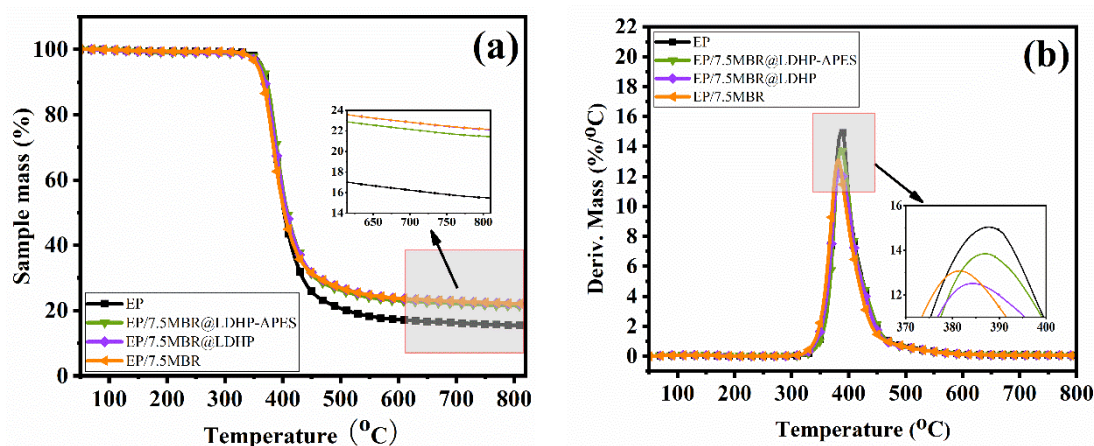 (a)
Sample mass (%)
100
80
60
40
20
0
24
22
20
18
16
14
650 700 750 800
EP
EP/7.5MBR@LDHP-APES
EP/7.5MBR@LDHP
EP/7.5MBR
100 200 300 400 500 600 700 800
Temperature (°C)
(b)
Deriv. Mass (%/°C)
22
20
18
16
14
12
10
8
6
4
2
0
EP
EP/7.5MBR@LDHP-APES
EP/7.5MBR@LDHP
EP/7.5MBR
16
14
12
370 380 390 400
100 200 300 400 500 600 700 800
Temperature (°C)